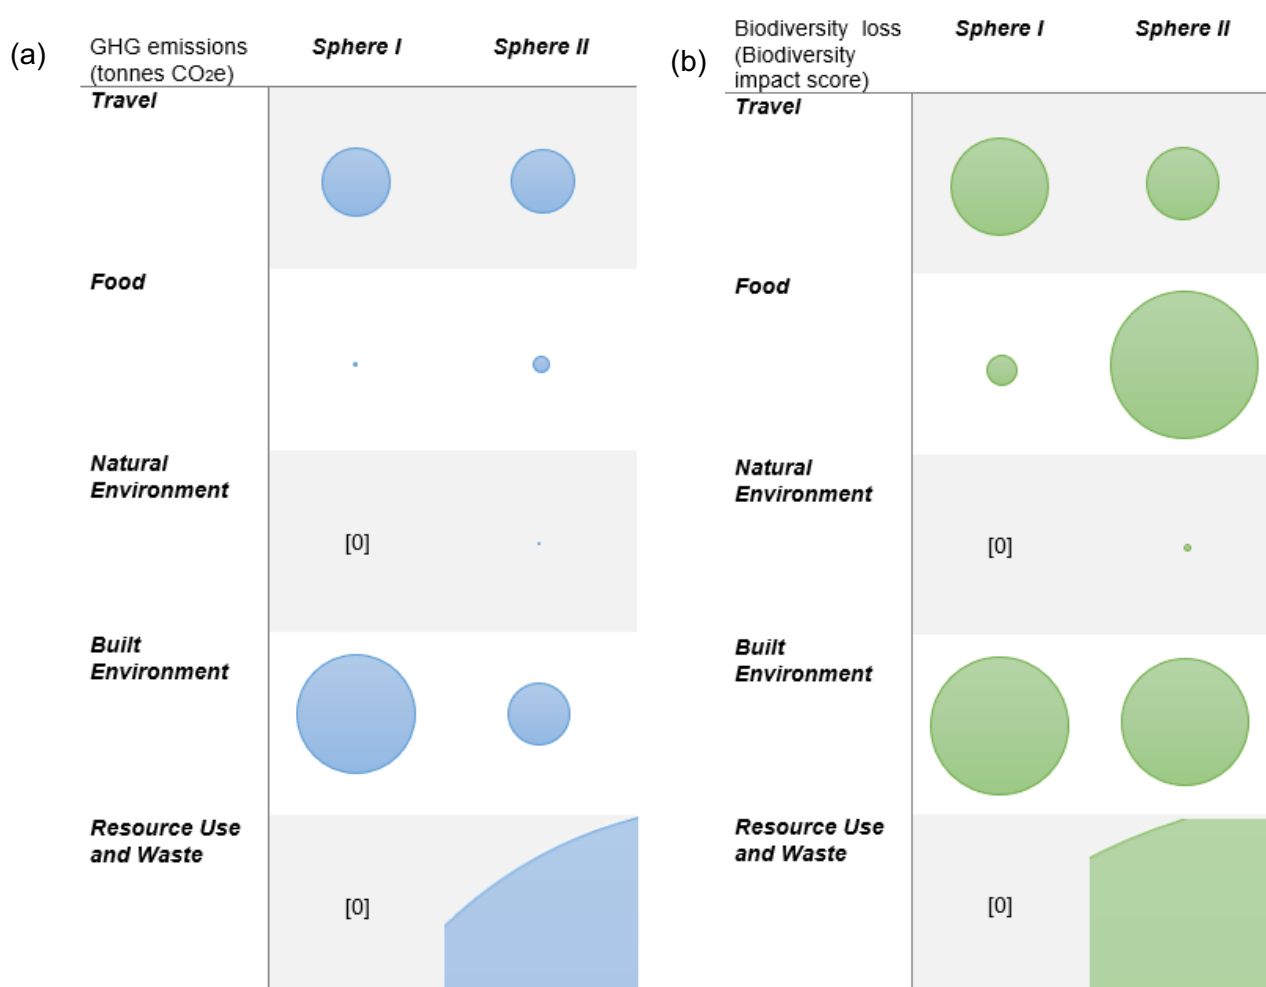 (a)
GHG emissions
(tonnes CO2e)
Sphere I
Sphere II
Travel
Food
Natural
Environment
[0]
Built
Environment
Resource Use
and Waste
[0]
(b)
Biodiversity loss
(Biodiversity
impact score)
Sphere I
Sphere II
Travel
Food
Natural
Environment
[0]
Built
Environment
Resource Use
and Waste
[0]